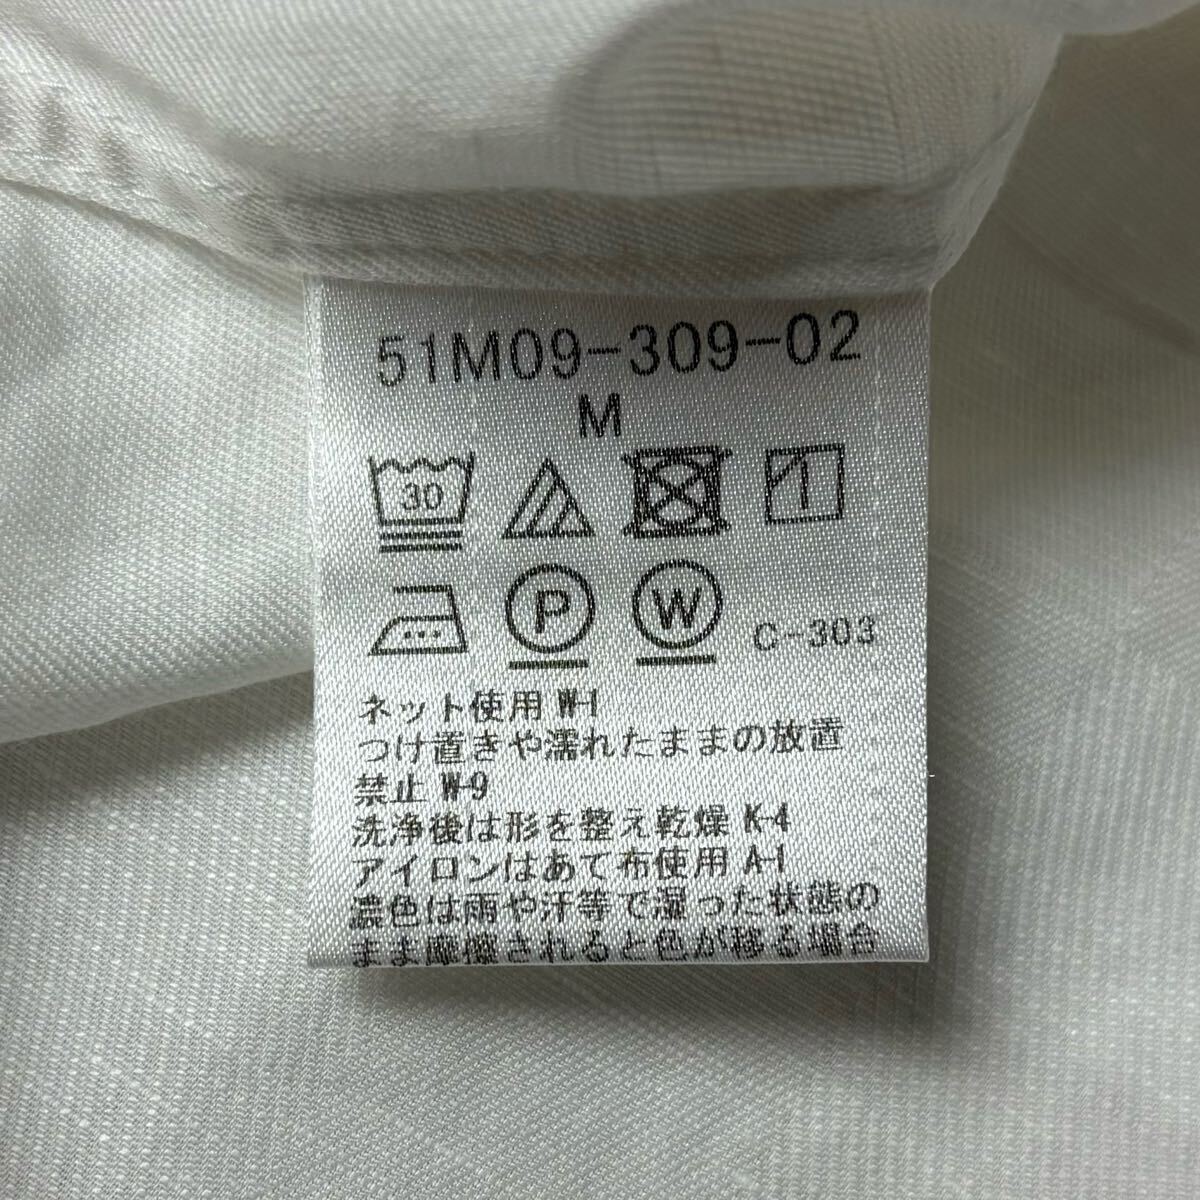 51M09-309-02
M
30
P W C-303
ネット使用 W-1
つけ置きや濡れたままの放置
禁止 W-9
洗浄後は形を整え乾燥 K-4
アイロンはあて布使用 A-1
濃色は雨や汗等で湿った状態の
まま摩擦されると色が移る場合